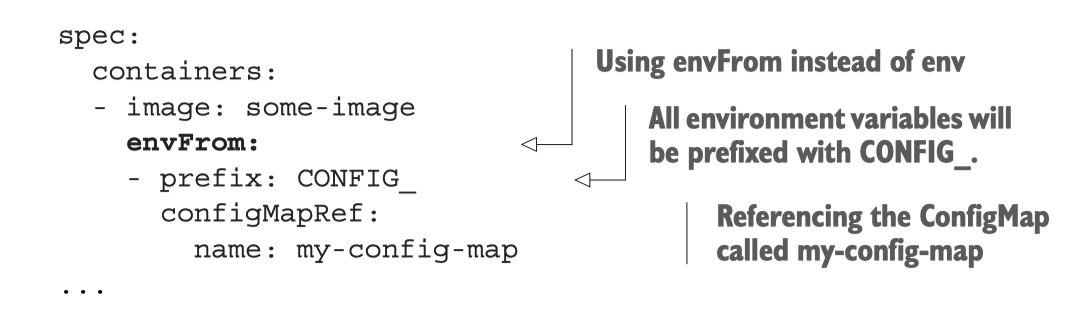 spec:
  containers:
  - image: some-image
    envFrom:
    - prefix: CONFIG_
      configMapRef:
        name: my-config-map
...
Using envFrom instead of env
All environment variables will
be prefixed with CONFIG_.
Referencing the ConfigMap
called my-config-map